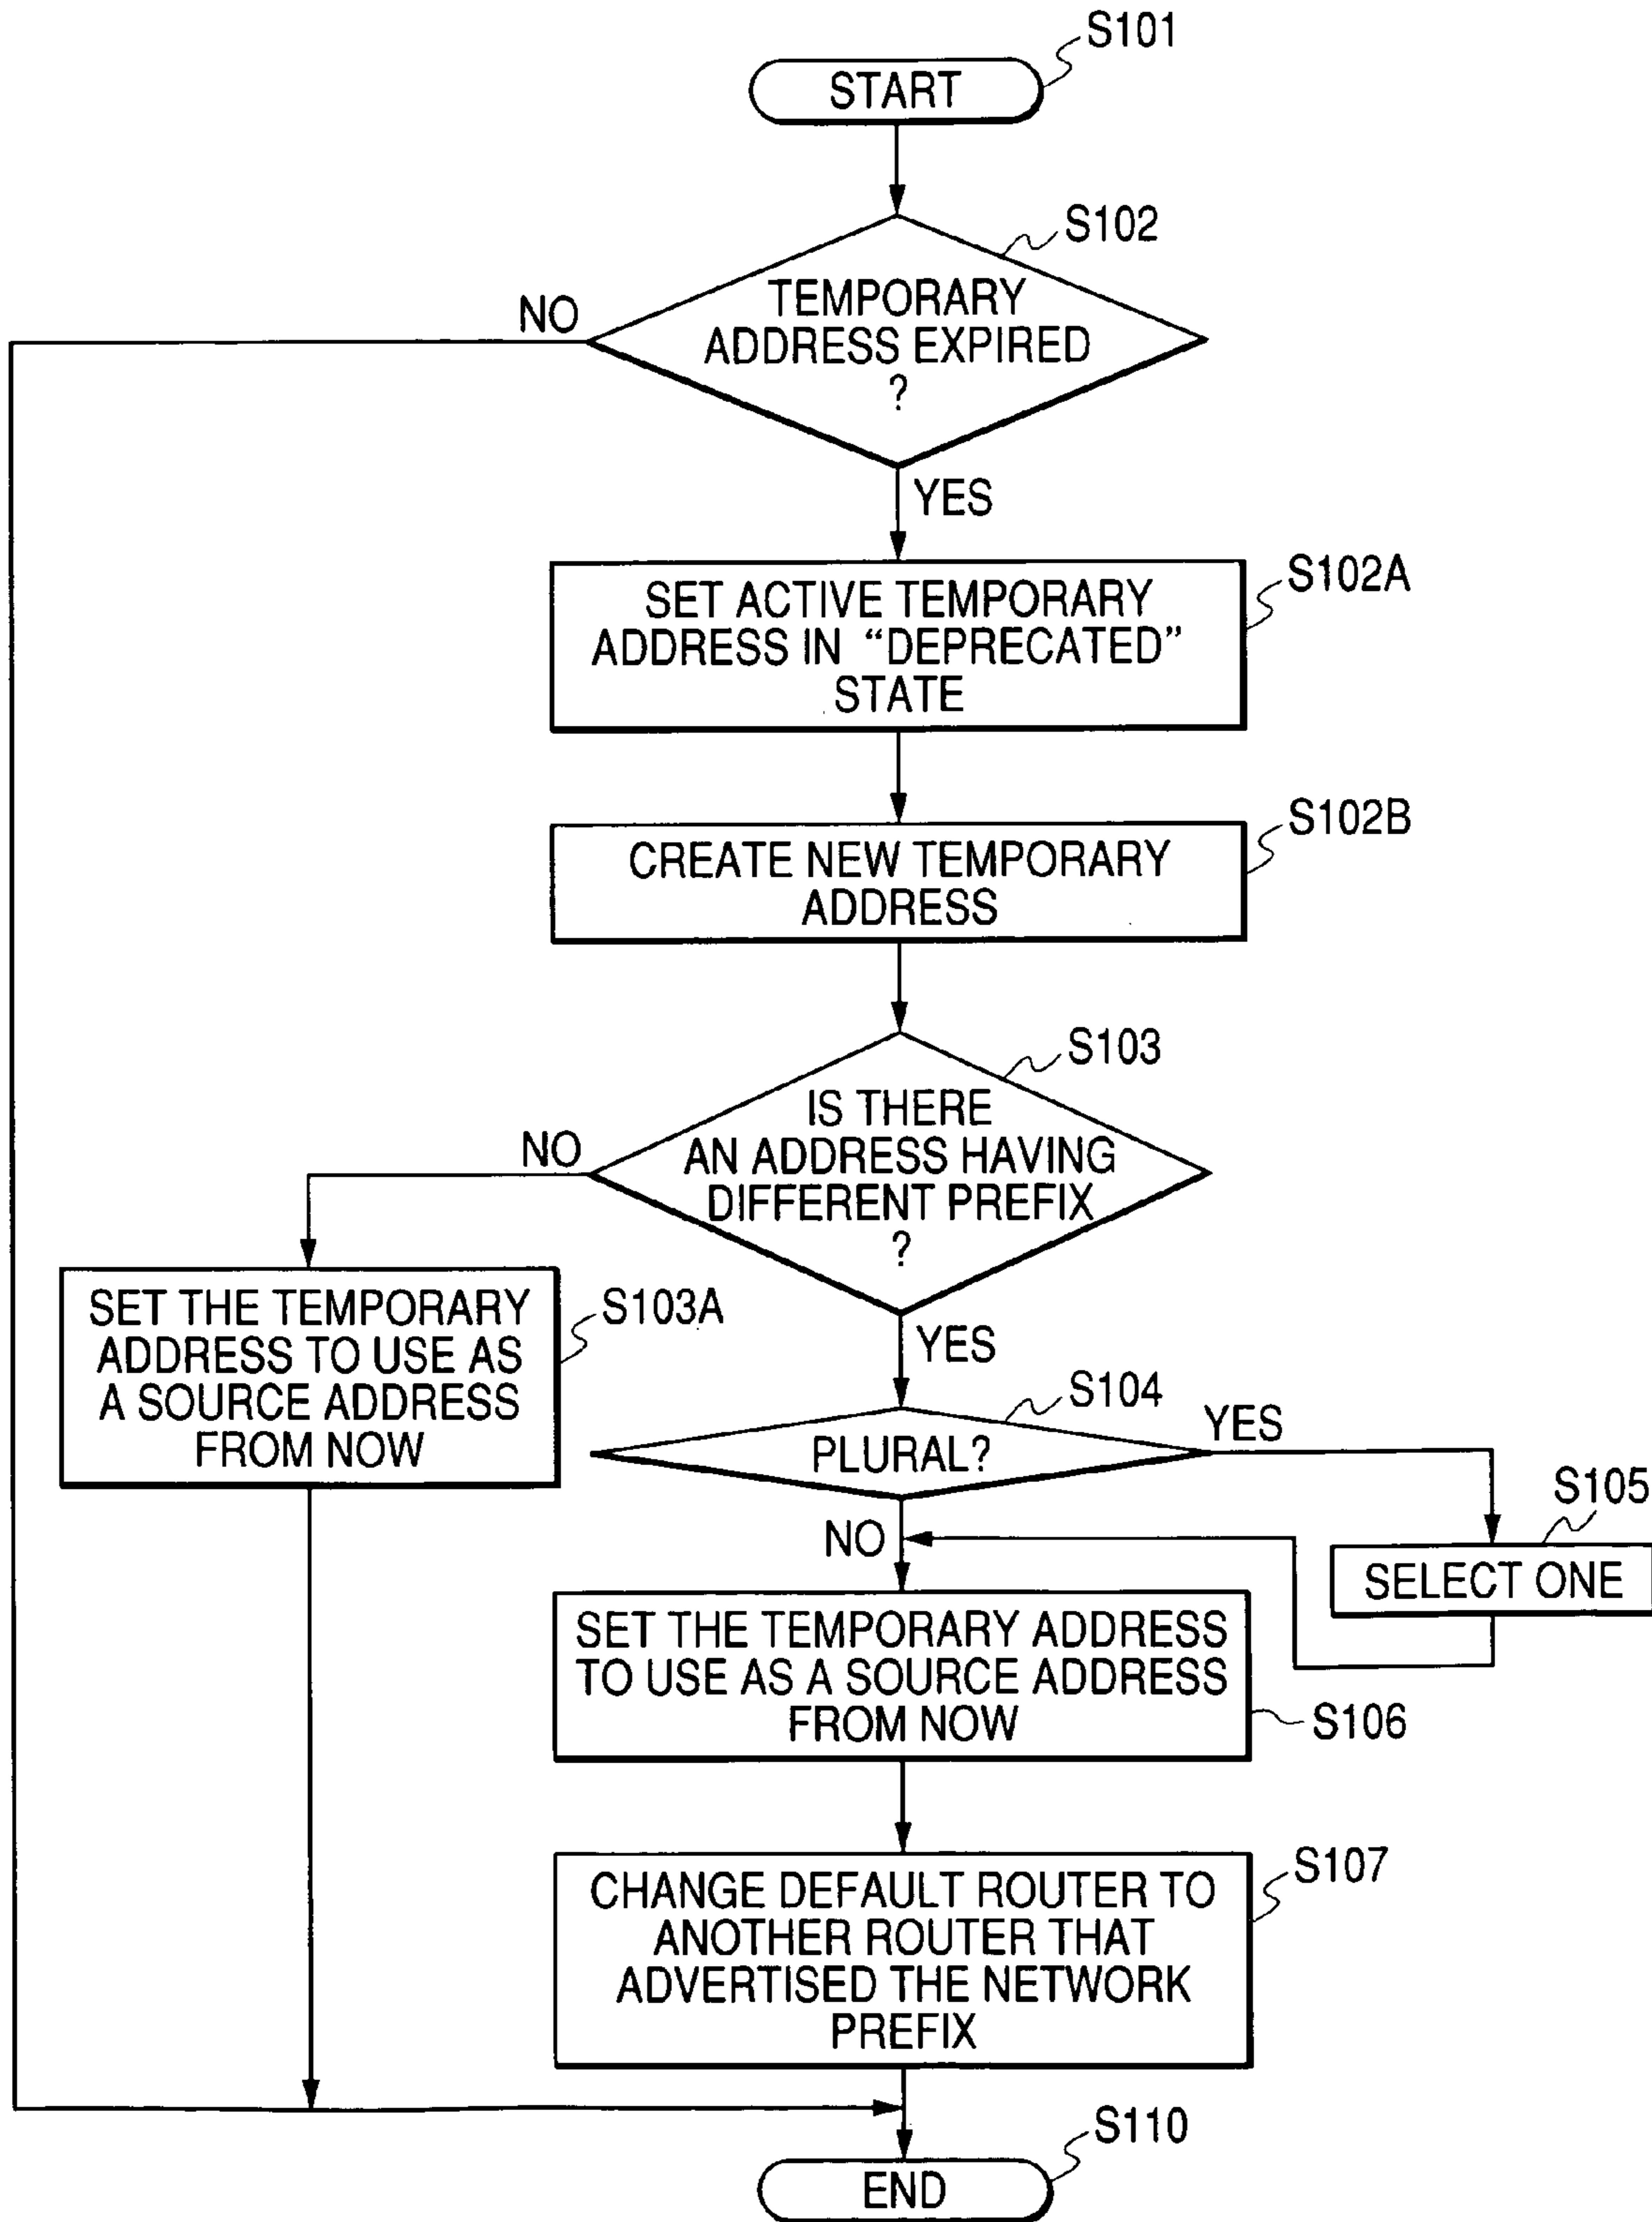 S101
START
S102
TEMPORARY
ADDRESS EXPIRED
?
NO
YES
S102A
SET ACTIVE TEMPORARY
ADDRESS IN “DEPRECATED”
STATE
S102B
CREATE NEW TEMPORARY
ADDRESS
S103
IS THERE
AN ADDRESS HAVING
DIFFERENT PREFIX
?
NO
YES
S103A
SET THE TEMPORARY
ADDRESS TO USE AS
A SOURCE ADDRESS
FROM NOW
S104
PLURAL?
YES
NO
S105
SELECT ONE
SET THE TEMPORARY ADDRESS
TO USE AS A SOURCE ADDRESS
FROM NOW
S106
S107
CHANGE DEFAULT ROUTER TO
ANOTHER ROUTER THAT
ADVERTISED THE NETWORK
PREFIX
S110
END